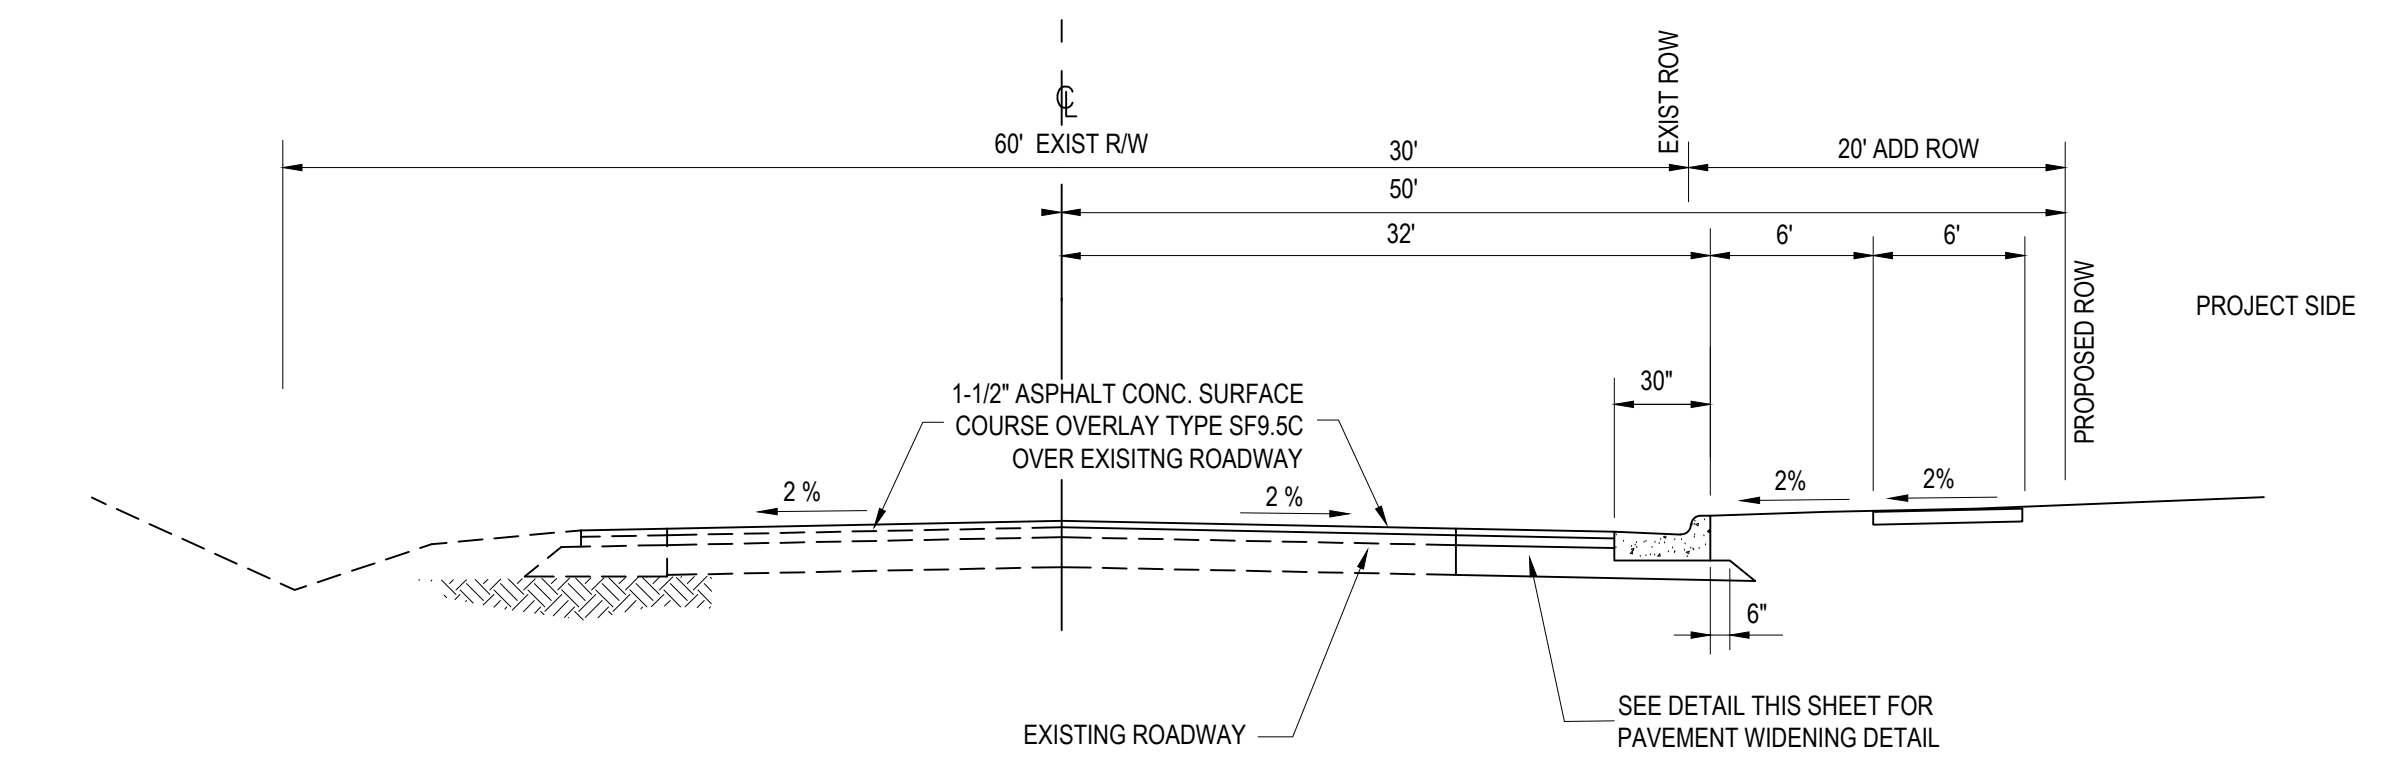 EXIST ROW
℄
60' EXIST R/W
30'
20' ADD ROW
50'
32'
6'
6'
PROPOSED ROW
PROJECT SIDE
30"
1-1/2" ASPHALT CONC. SURFACE
COURSE OVERLAY TYPE SF9.5C
OVER EXISITNG ROADWAY
2 %
2 %
2%
2%
6"
SEE DETAIL THIS SHEET FOR
PAVEMENT WIDENING DETAIL
EXISTING ROADWAY